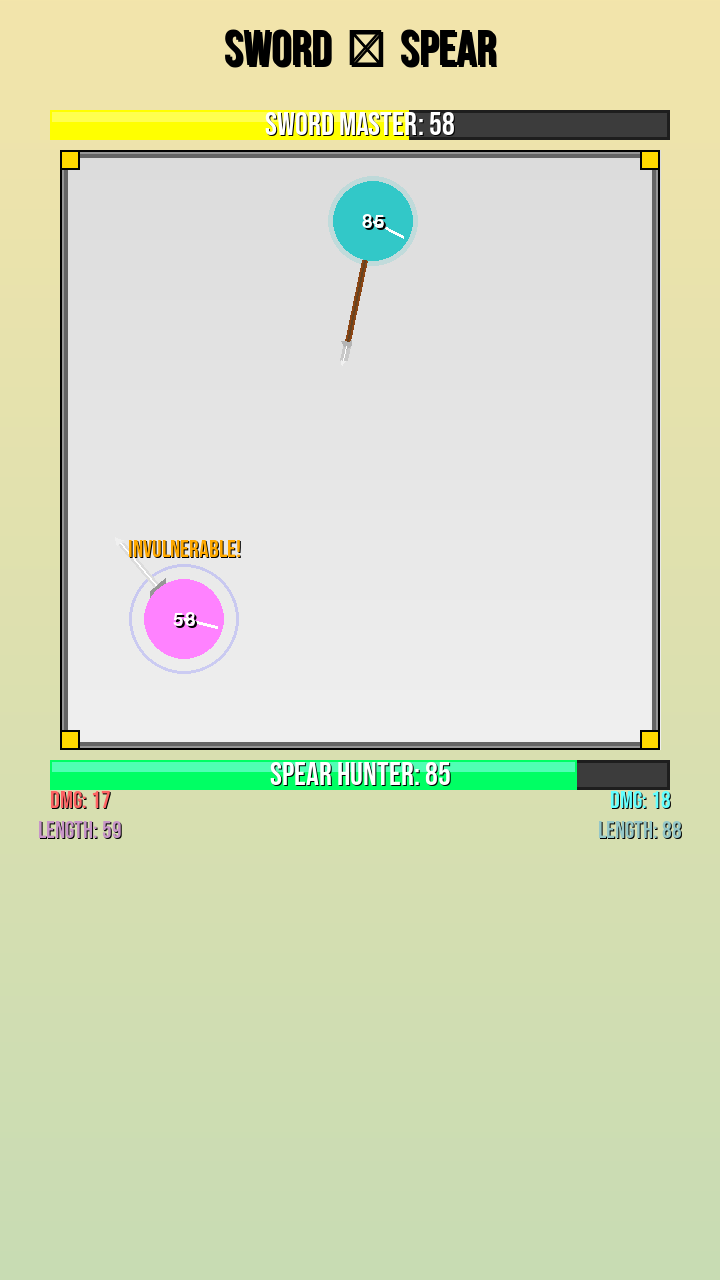 SWORD ☒ SPEAR
SWORD MASTER: 58
85
INVULNERABLE!
58
SPEAR HUNTER: 85
DMG: 17
DMG: 18
LENGTH: 59
LENGTH: 88